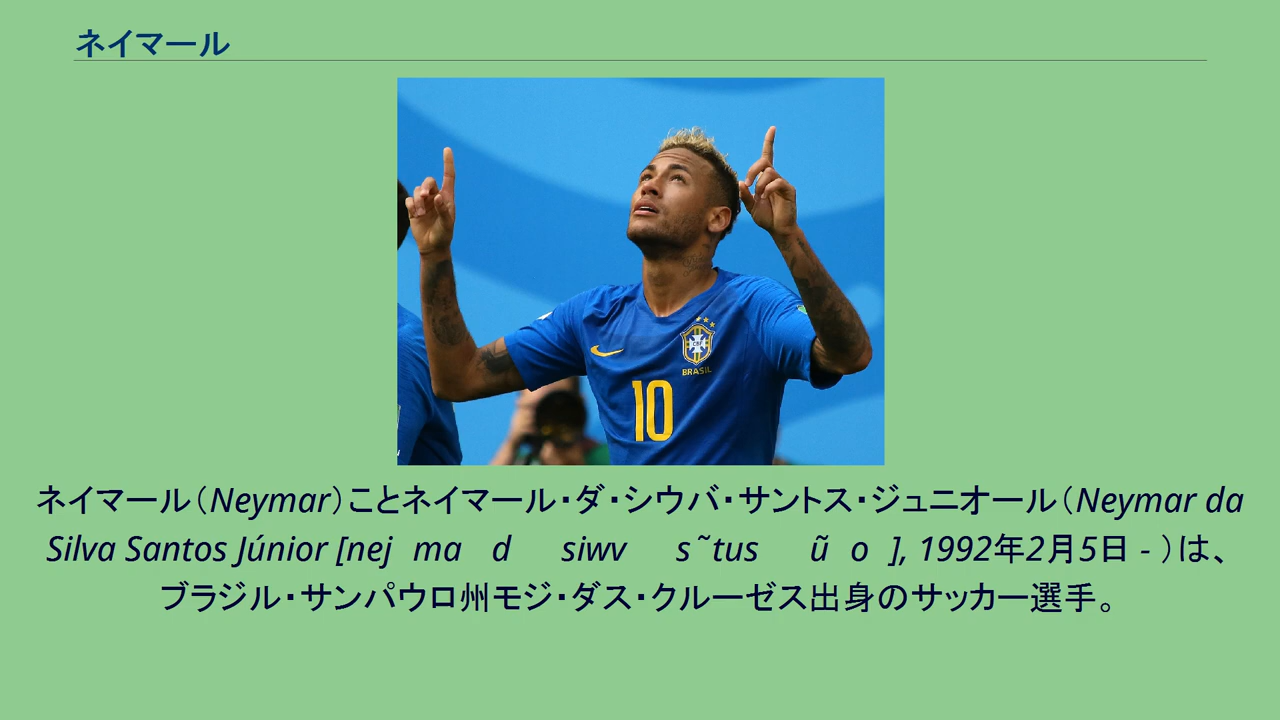 ネイマール
BRASIL
10
ネイマール（Neymar）ことネイマール・ダ・シウバ・サントス・ジュニオール（Neymar da
Silva Santos Júnior [nej ma d siwv s˜tus ũ o ], 1992年2月5日 - ）は、
ブラジル・サンパウロ州モジ・ダス・クルーゼス出身のサッカー選手。